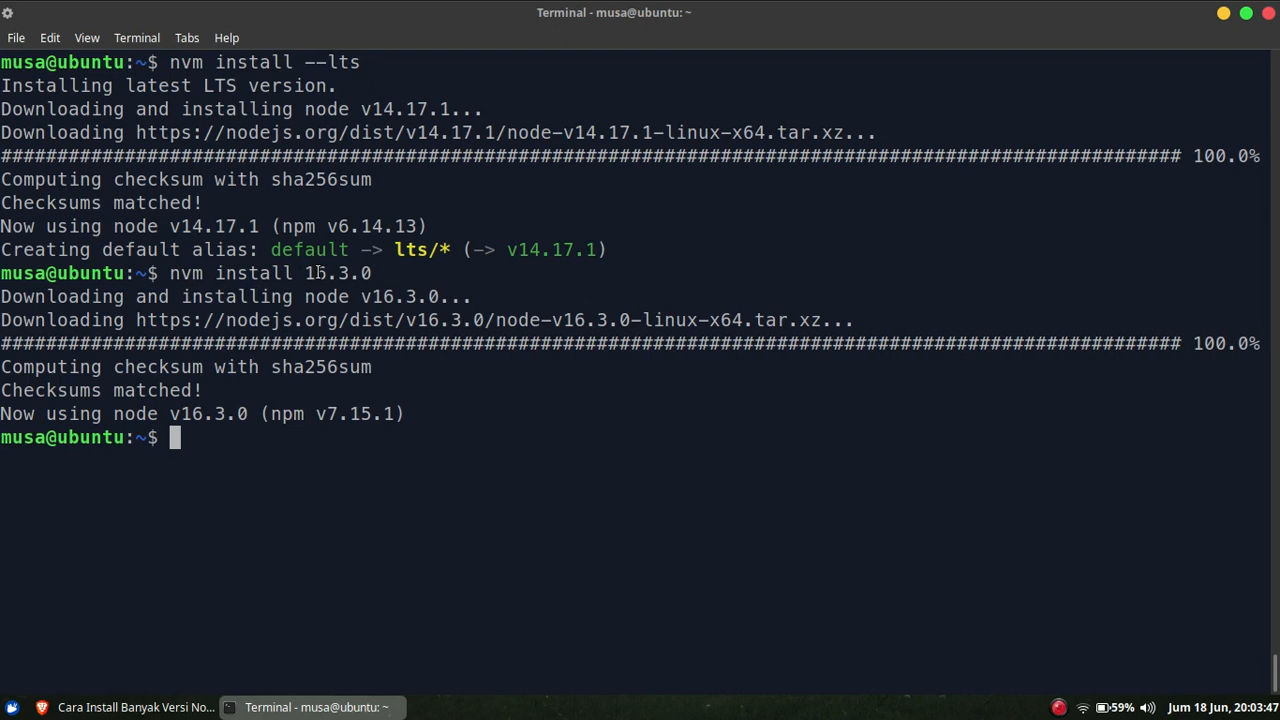 Terminal - musa@ubuntu: ~
File Edit View Terminal Tabs Help
musa@ubuntu:~$ nvm install --lts
Installing latest LTS version.
Downloading and installing node v14.17.1...
Downloading https://nodejs.org/dist/v14.17.1/node-v14.17.1-linux-x64.tar.xz...
######################################################################################################### 100.0%
Computing checksum with sha256sum
Checksums matched!
Now using node v14.17.1 (npm v6.14.13)
Creating default alias: default -> lts/* (-> v14.17.1)
musa@ubuntu:~$ nvm install 16.3.0
Downloading and installing node v16.3.0...
Downloading https://nodejs.org/dist/v16.3.0/node-v16.3.0-linux-x64.tar.xz...
######################################################################################################### 100.0%
Computing checksum with sha256sum
Checksums matched!
Now using node v16.3.0 (npm v7.15.1)
musa@ubuntu:~$
Cara Install Banyak Versi No... Terminal - musa@ubuntu: ~ 59% Jum 18 Jun, 20:03:47